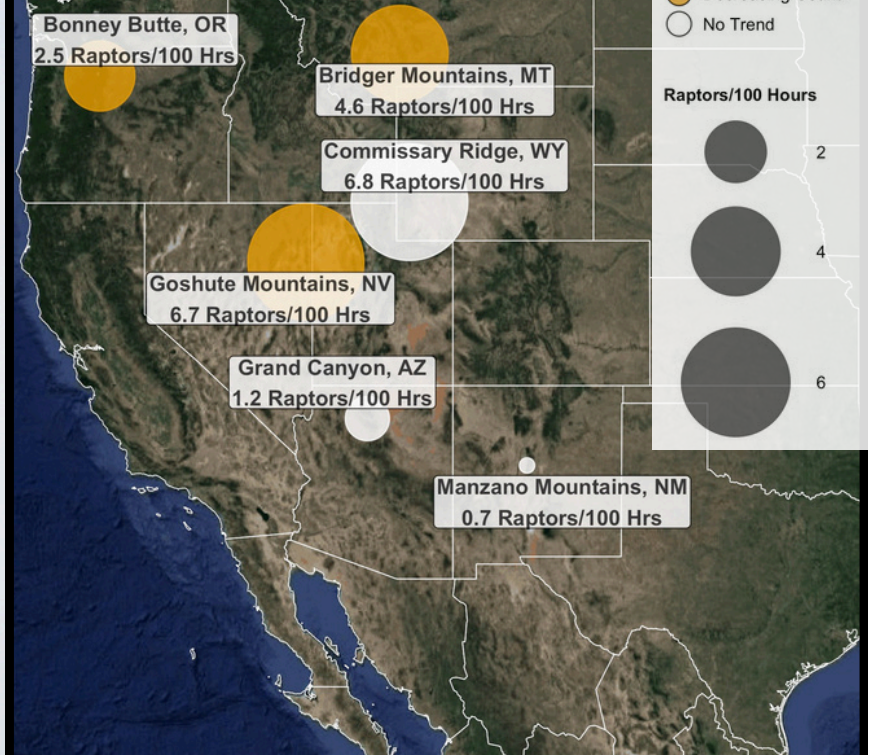 Bonney Butte, OR
2.5 Raptors/100 Hrs
Bridger Mountains, MT
4.6 Raptors/100 Hrs
Commissary Ridge, WY
6.8 Raptors/100 Hrs
Goshute Mountains, NV
6.7 Raptors/100 Hrs
Grand Canyon, AZ
1.2 Raptors/100 Hrs
Manzano Mountains, NM
0.7 Raptors/100 Hrs
No Trend
Raptors/100 Hours
2
4
6